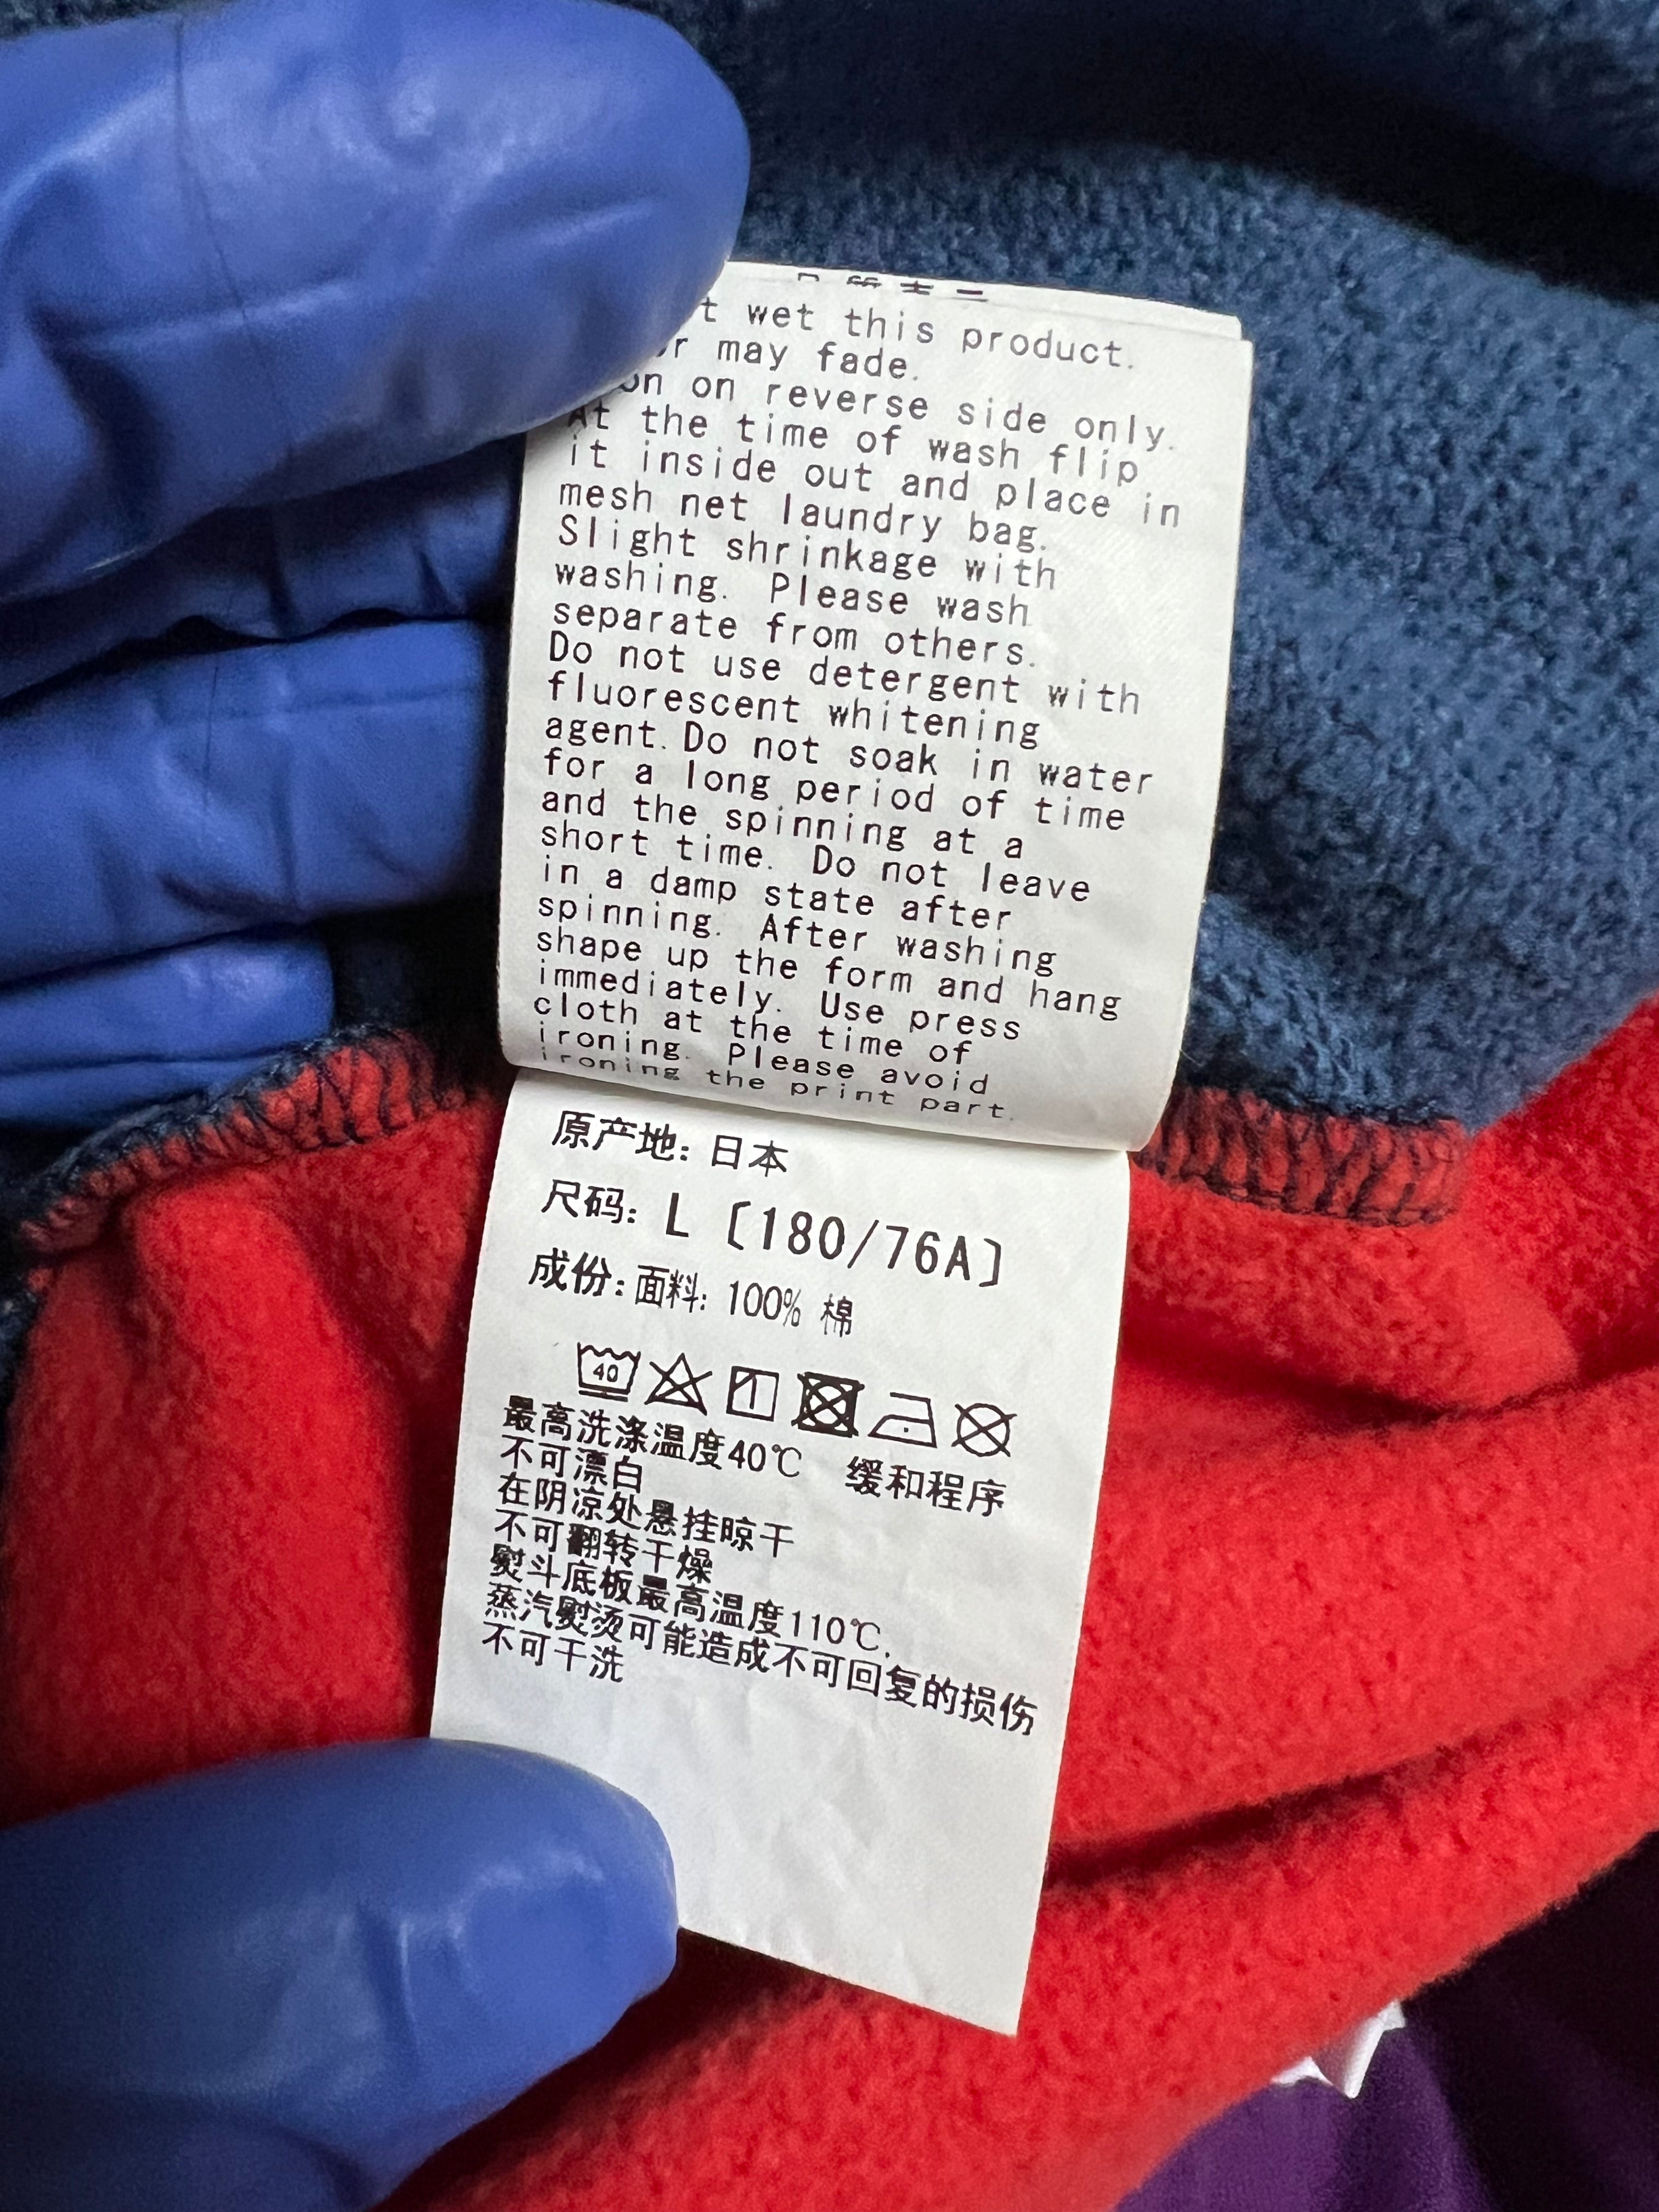 wet this product.
may fade.
on reverse side only.
At the time of wash flip
it inside out and place in
mesh net laundry bag.
Slight shrinkage with
washing. Please wash
separate from others.
Do not use detergent with
fluorescent whitening
agent. Do not soak in water
for a long period of time
and the spinning at a
short time. Do not leave
in a damp state after
spinning. After washing
shape up the form and hang
immediately. Use press
cloth at the time of
ironing. Please avoid
ironing the print part.
原产地: 日本
尺码: L [180/76A]
成份: 面料: 100% 棉
40
最高洗涤温度40℃ 缓和程序
不可漂白
在阴凉处悬挂晾干
不可翻转干燥
熨斗底板最高温度110℃.
蒸汽熨烫可能造成不可回复的损伤
不可干洗